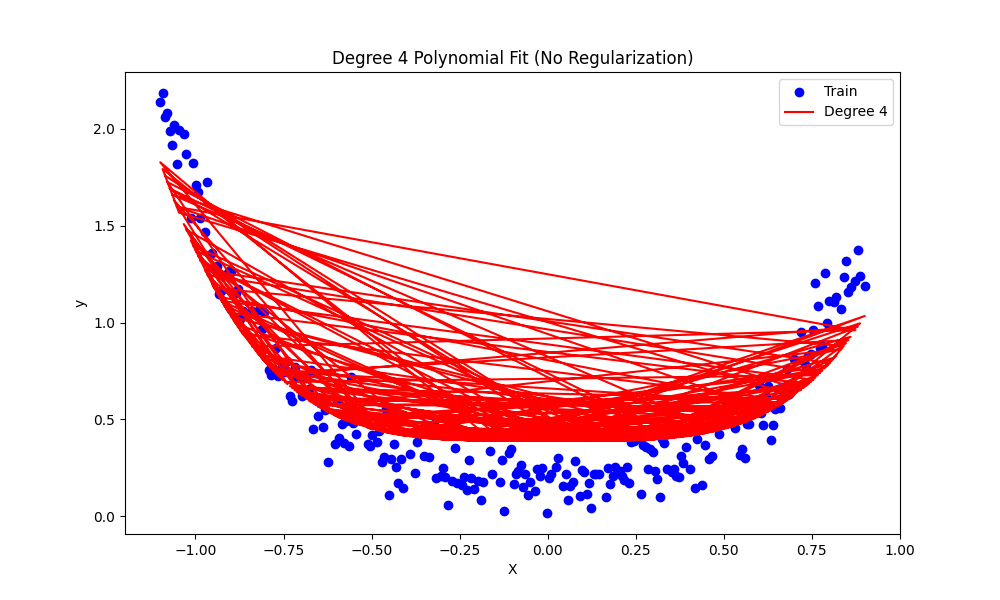 Degree 4 Polynomial Fit (No Regularization)
Train
Degree 4
2.0
1.5
1.0
0.5
0.0
y
−1.00
−0.75
−0.50
−0.25
0.00
0.25
0.50
0.75
1.00
X